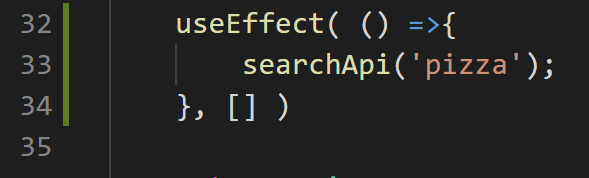 32 useEffect( () =>{
33 searchApi('pizza');
34 }, [] )
35